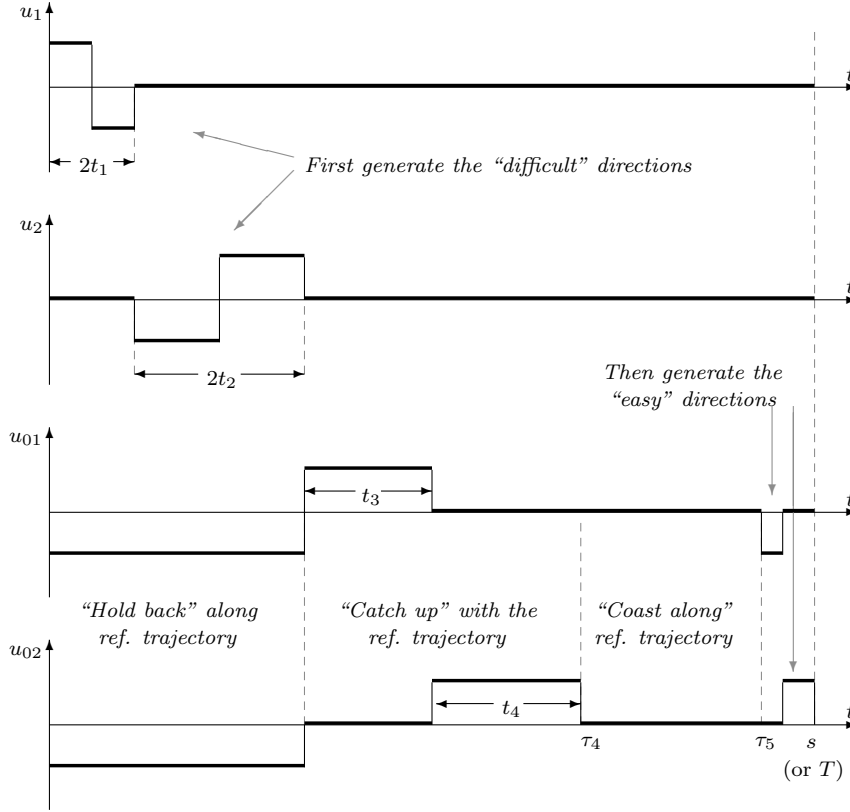 u₁
t
2t₁
First generate the “difficult” directions
u₂
t
2t₂
Then generate the
“easy” directions
u₀₁
t
t₃
“Hold back” along
ref. trajectory
“Catch up” with the
ref. trajectory
“Coast along”
ref. trajectory
u₀₂
t
t₄
τ₄
τ₅
s
(or T)